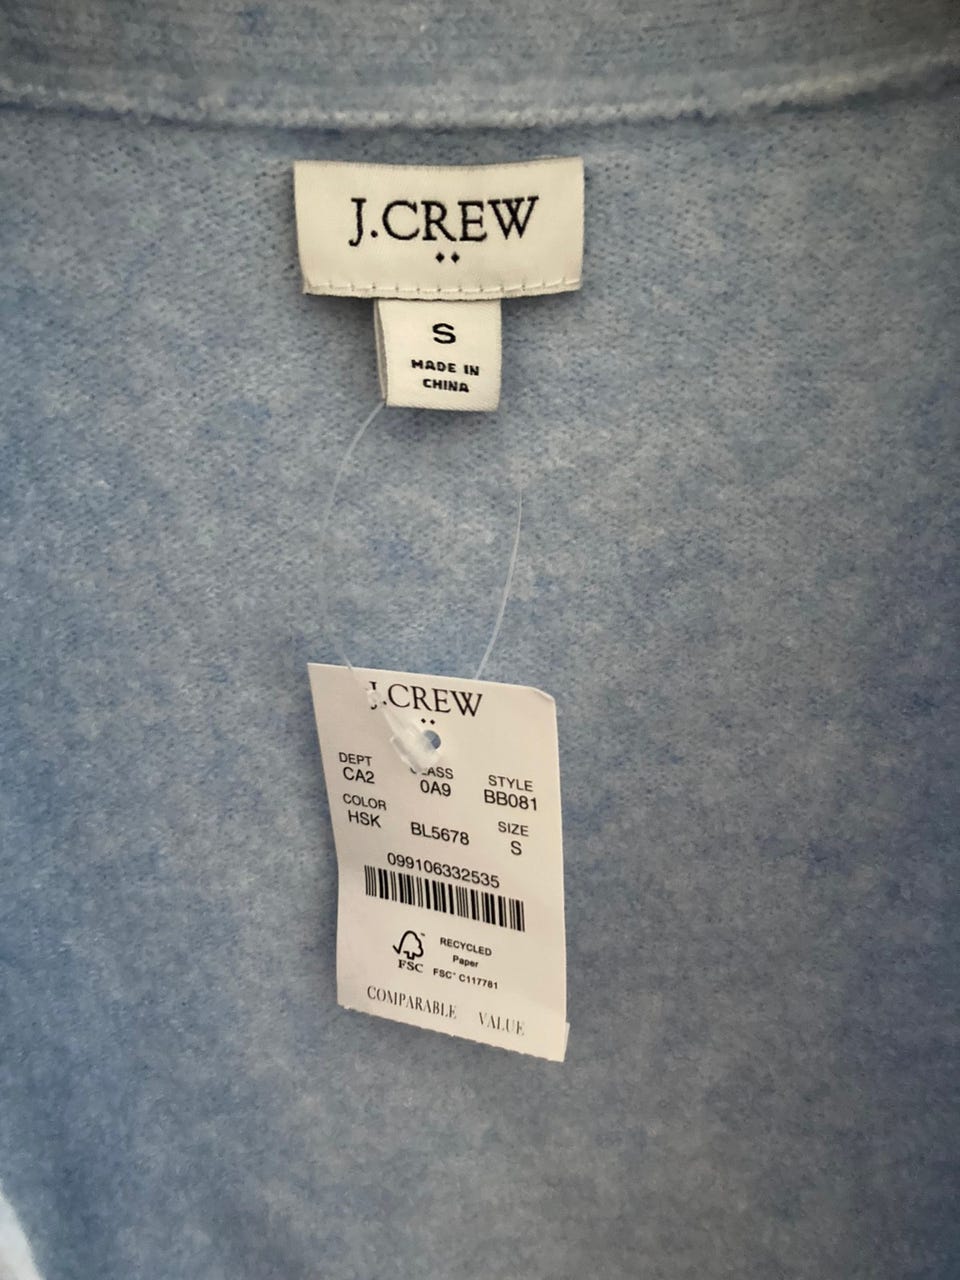 J.CREW
S
MADE IN
CHINA
J.CREW
DEPT CLASS STYLE
CA2 0A9 BB081
COLOR SIZE
HSK BL5678 S
099106332535
FSC
RECYCLED
Paper
FSC™ C117781
COMPARABLE VALUE